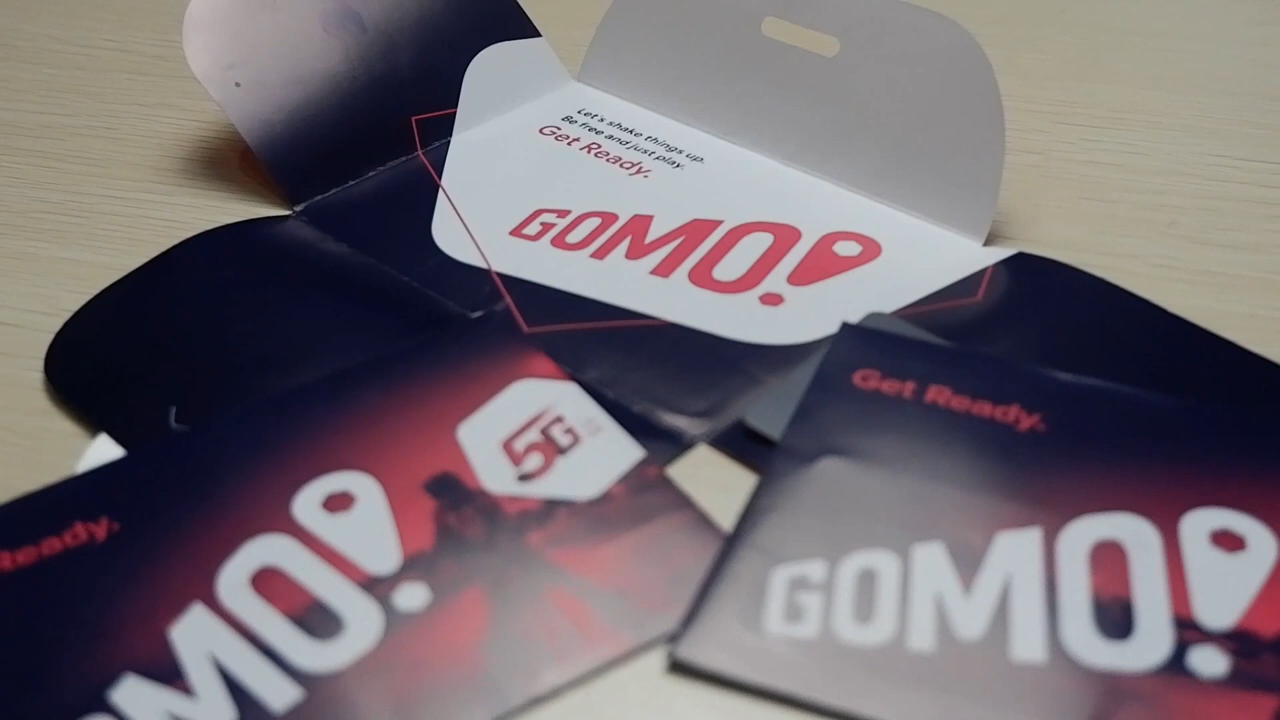 Let's shake things up.
Be free and just play.
Get Ready.
GOMO!
5G
Ready.
GOMO!
Get Ready.
GOMO!